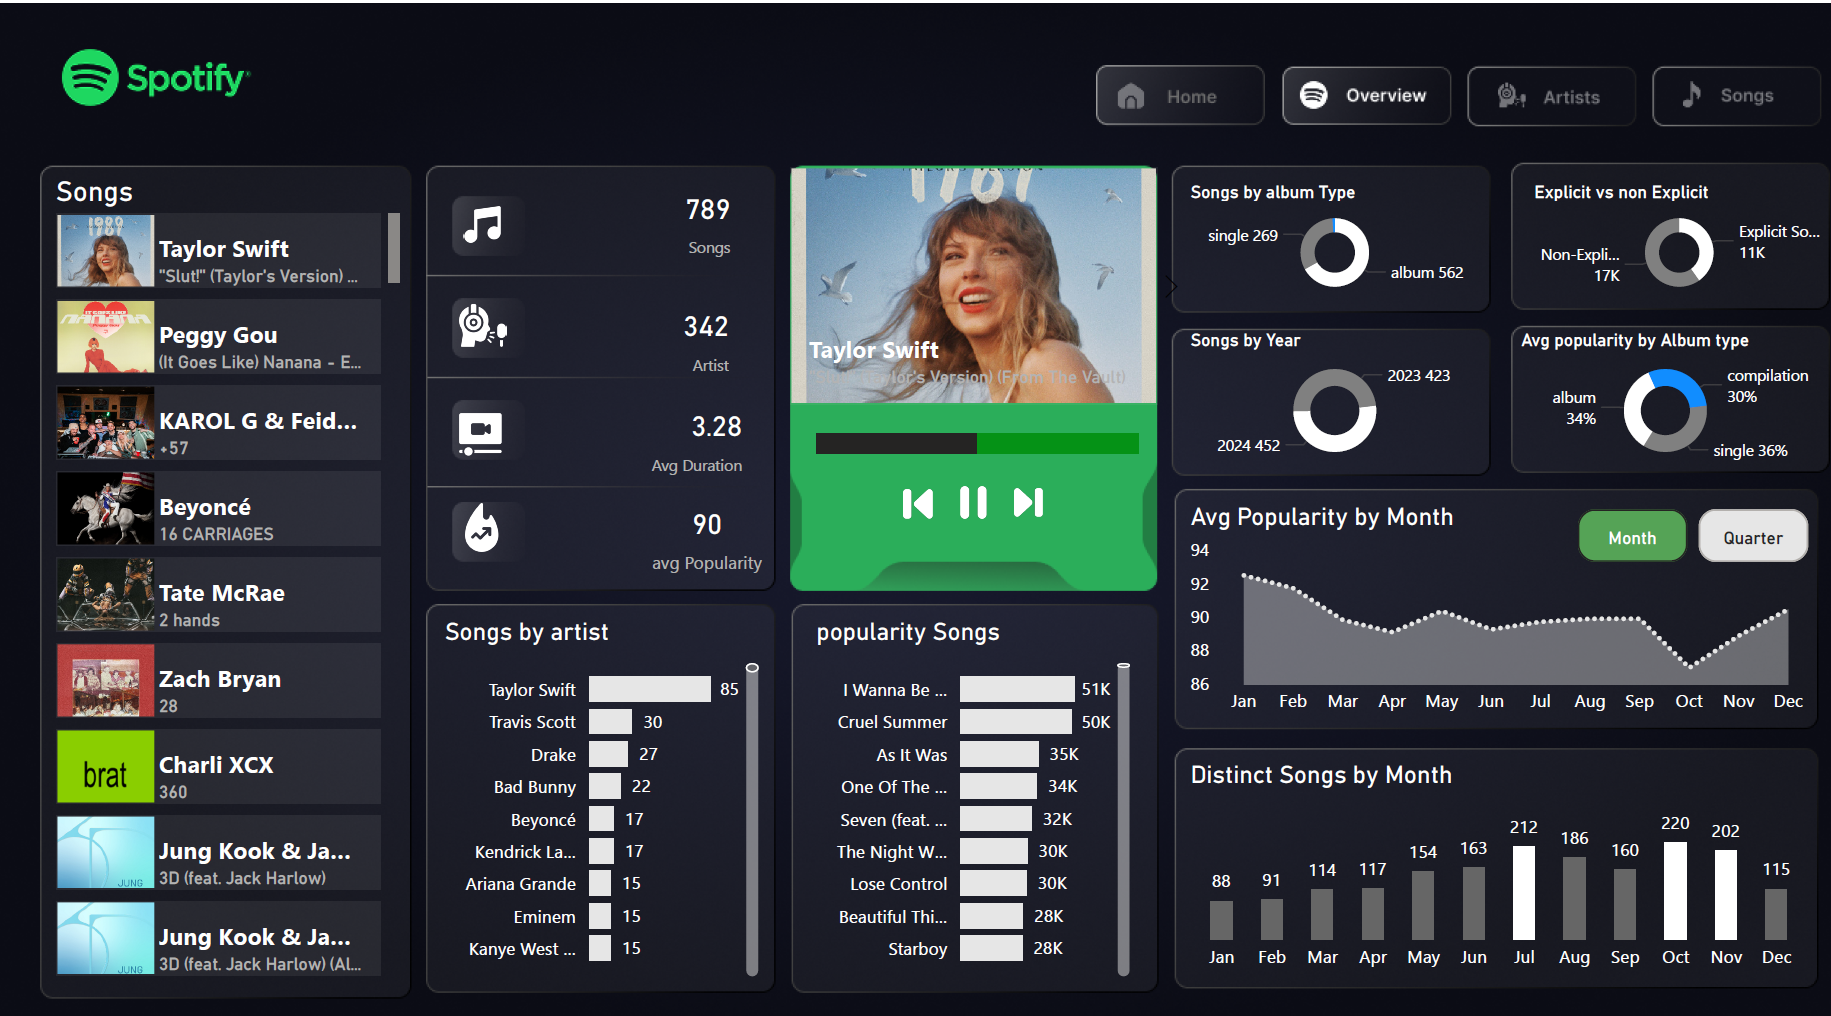 Spotify
Home
Overview
Artists
Songs
Songs
1989
Taylor Swift
"Slut!" (Taylor's Version) ...
Peggy Gou
(It Goes Like) Nanana - E...
KAROL G & Feid...
+57
Beyoncé
16 CARRIAGES
Tate McRae
2 hands
Zach Bryan
28
brat
Charli XCX
360
JUNG
Jung Kook & Ja...
3D (feat. Jack Harlow)
JUNG
Jung Kook & Ja...
3D (feat. Jack Harlow) (Al...
789
Songs
342
Artist
3.28
Avg Duration
90
avg Popularity
Taylor Swift
(Taylor's Version) (From The Vault)
Songs by album Type
single 269
album 562
Explicit vs non Explicit
Explicit So...
11K
Non-Expli...
17K
Songs by Year
2023 423
2024 452
Avg popularity by Album type
compilation
30%
album
34%
single 36%
Avg Popularity by Month
Month
Quarter
94
92
90
88
86
Jan Feb Mar Apr May Jun Jul Aug Sep Oct Nov Dec
Songs by artist
Taylor Swift 85
Travis Scott 30
Drake 27
Bad Bunny 22
Beyoncé 17
Kendrick La... 17
Ariana Grande 15
Eminem 15
Kanye West ... 15
popularity Songs
I Wanna Be ... 51K
Cruel Summer 50K
As It Was 35K
One Of The ... 34K
Seven (feat. ... 32K
The Night W... 30K
Lose Control 30K
Beautiful Thi... 28K
Starboy 28K
Distinct Songs by Month
88 91 114 117 154 163 212 186 160 220 202 115
Jan Feb Mar Apr May Jun Jul Aug Sep Oct Nov Dec